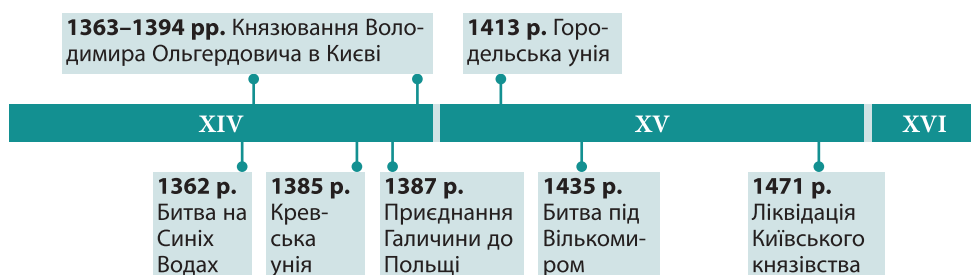 1363–1394 рр. Князювання Воло-
димира Ольгердовича в Києві
1413 р. Горо-
дельська унія
XIV
XV
XVI
1362 р.
Битва на
Синіх
Водах
1385 р.
Крев-
ська
унія
1387 р.
Приєднання
Галичини до
Польщі
1435 р.
Битва під
Вількоми-
ром
1471 р.
Ліквідація
Київського
князівства